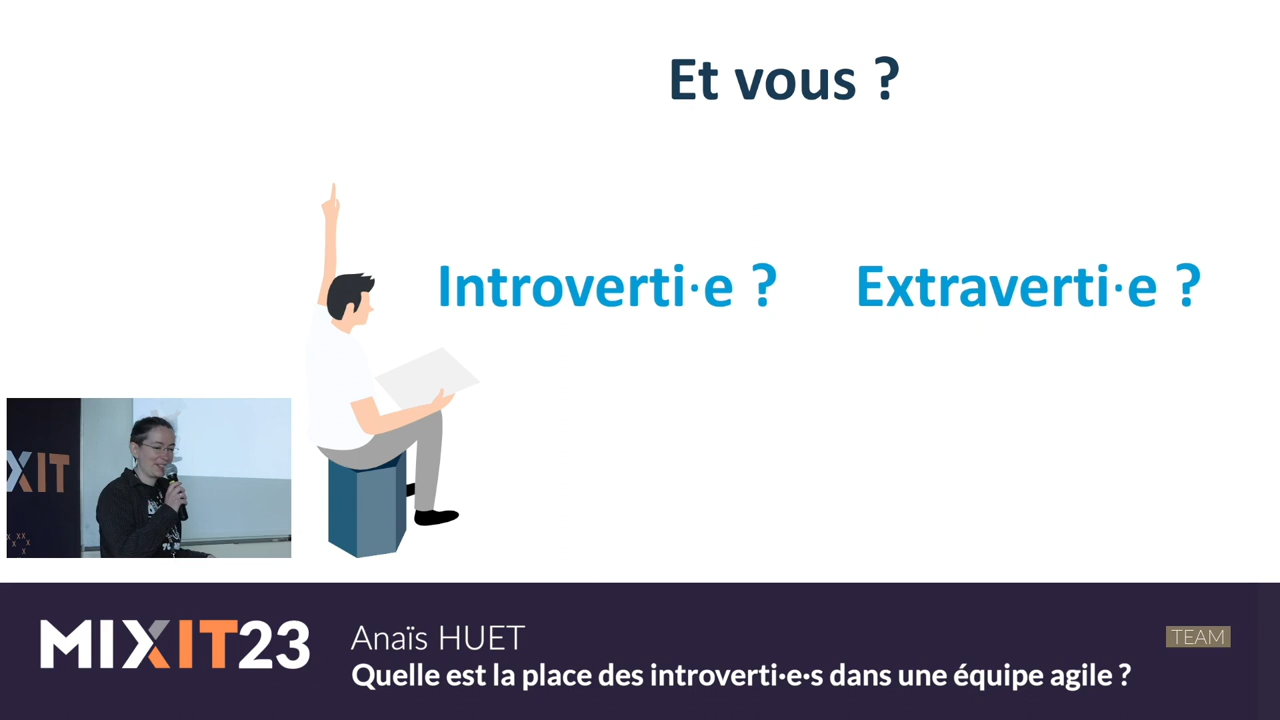 Et vous ?
Introverti·e ? Extraverti·e ?
XIT
MIXIT23
Anaïs HUET
TEAM
Quelle est la place des introverti·e·s dans une équipe agile ?